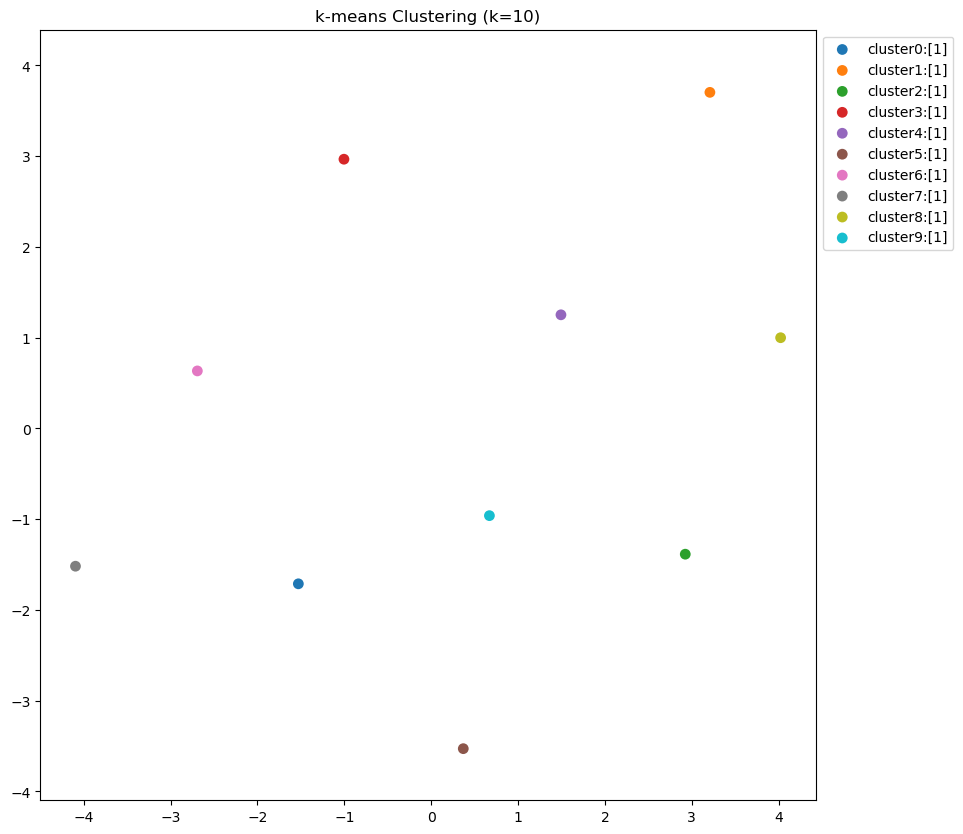 k-means Clustering (k=10)
cluster0:[1]
cluster1:[1]
cluster2:[1]
cluster3:[1]
cluster4:[1]
cluster5:[1]
cluster6:[1]
cluster7:[1]
cluster8:[1]
cluster9:[1]
4
3
2
1
0
−1
−2
−3
−4
−4 −3 −2 −1 0 1 2 3 4